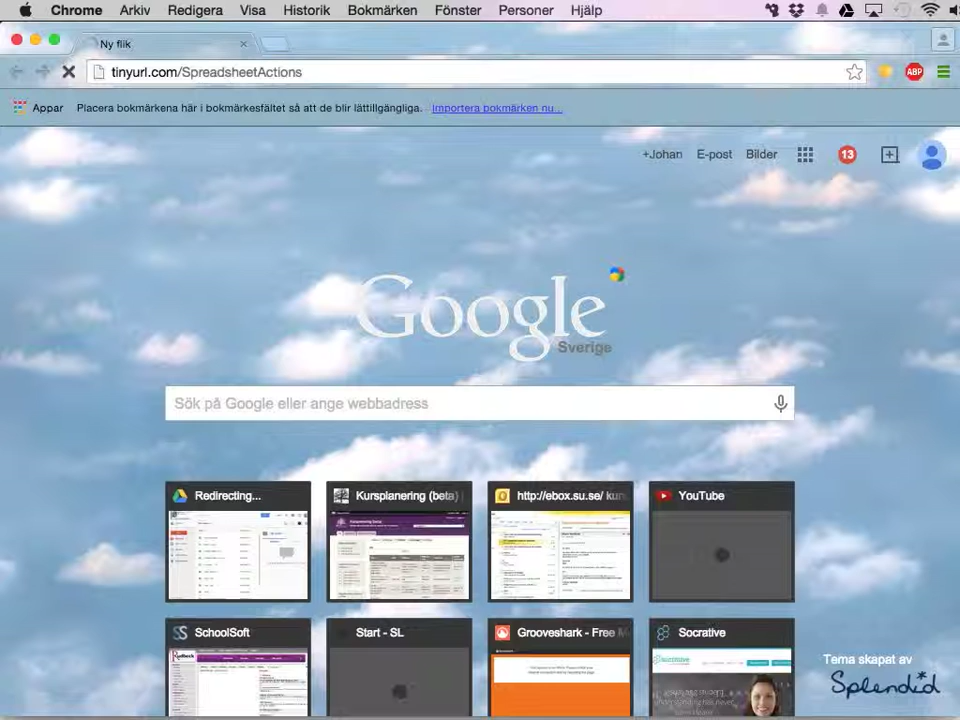 Chrome Arkiv Redigera Visa Historik Bokmärken Fönster Personer Hjälp
Ny flik
tinyurl.com/SpreadsheetActions
ABP
Appar Placera bokmärkena här i bokmärkesfältet så att de blir lättillgängliga. Importera bokmärken nu...
+Johan E-post Bilder 13
Google
Sverige
Sök på Google eller ange webbadress
Redirecting... Kursplanering (beta) http://ebox.su.se/ kurs YouTube
SchoolSoft Start - SL Grooveshark - Free M Socrative
Tema skapat av
Splendid